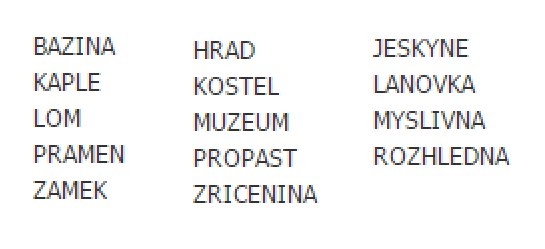 BAZINA
KAPLE
LOM
PRAMEN
ZAMEK
HRAD
KOSTEL
MUZEUM
PROPAST
ZRICENINA
JESKYNE
LANOVKA
MYSLIVNA
ROZHLEDNA